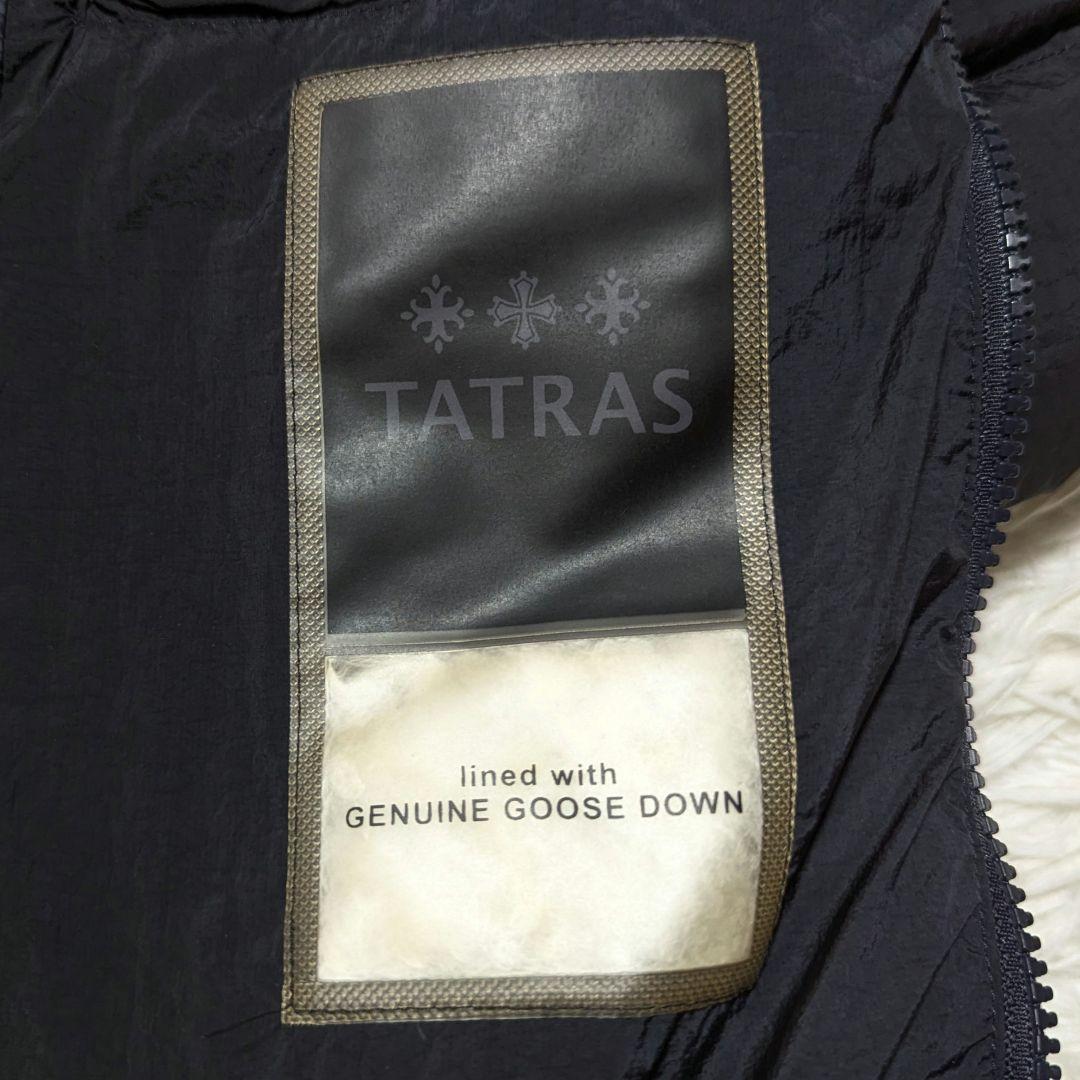 TATRAS
lined with
GENUINE GOOSE DOWN